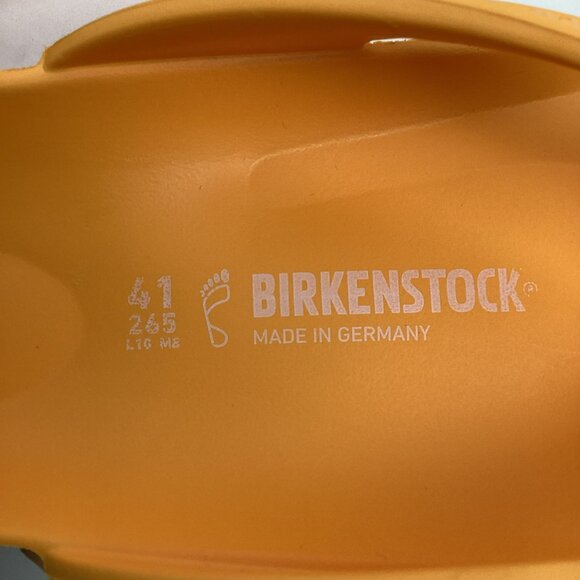 41
265
L10 M8
BIRKENSTOCK®
MADE IN GERMANY